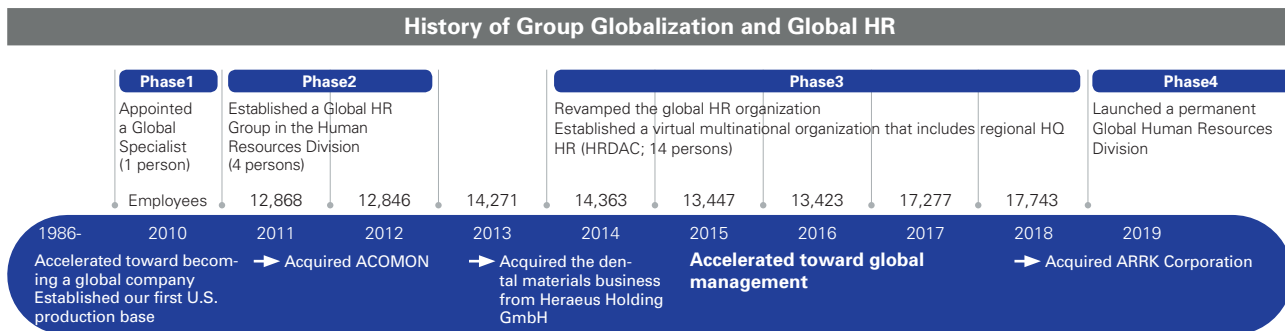 History of Group Globalization and Global HR
Phase1
Appointed
a Global
Specialist
(1 person)
Phase2
Established a Global HR
Group in the Human
Resources Division
(4 persons)
Phase3
Revamped the global HR organization
Established a virtual multinational organization that includes regional HQ
HR (HRDAC; 14 persons)
Phase4
Launched a permanent
Global Human Resources
Division
Employees 12,868 12,846 14,271 14,363 13,447 13,423 17,277 17,743
1986- 2010 2011 2012 2013 2014 2015 2016 2017 2018 2019
Accelerated toward becom-
ing a global company
Established our first U.S.
production base
Acquired ACOMON
Acquired the den-
tal materials business
from Heraeus Holding
GmbH
Accelerated toward global
management
Acquired ARRK Corporation